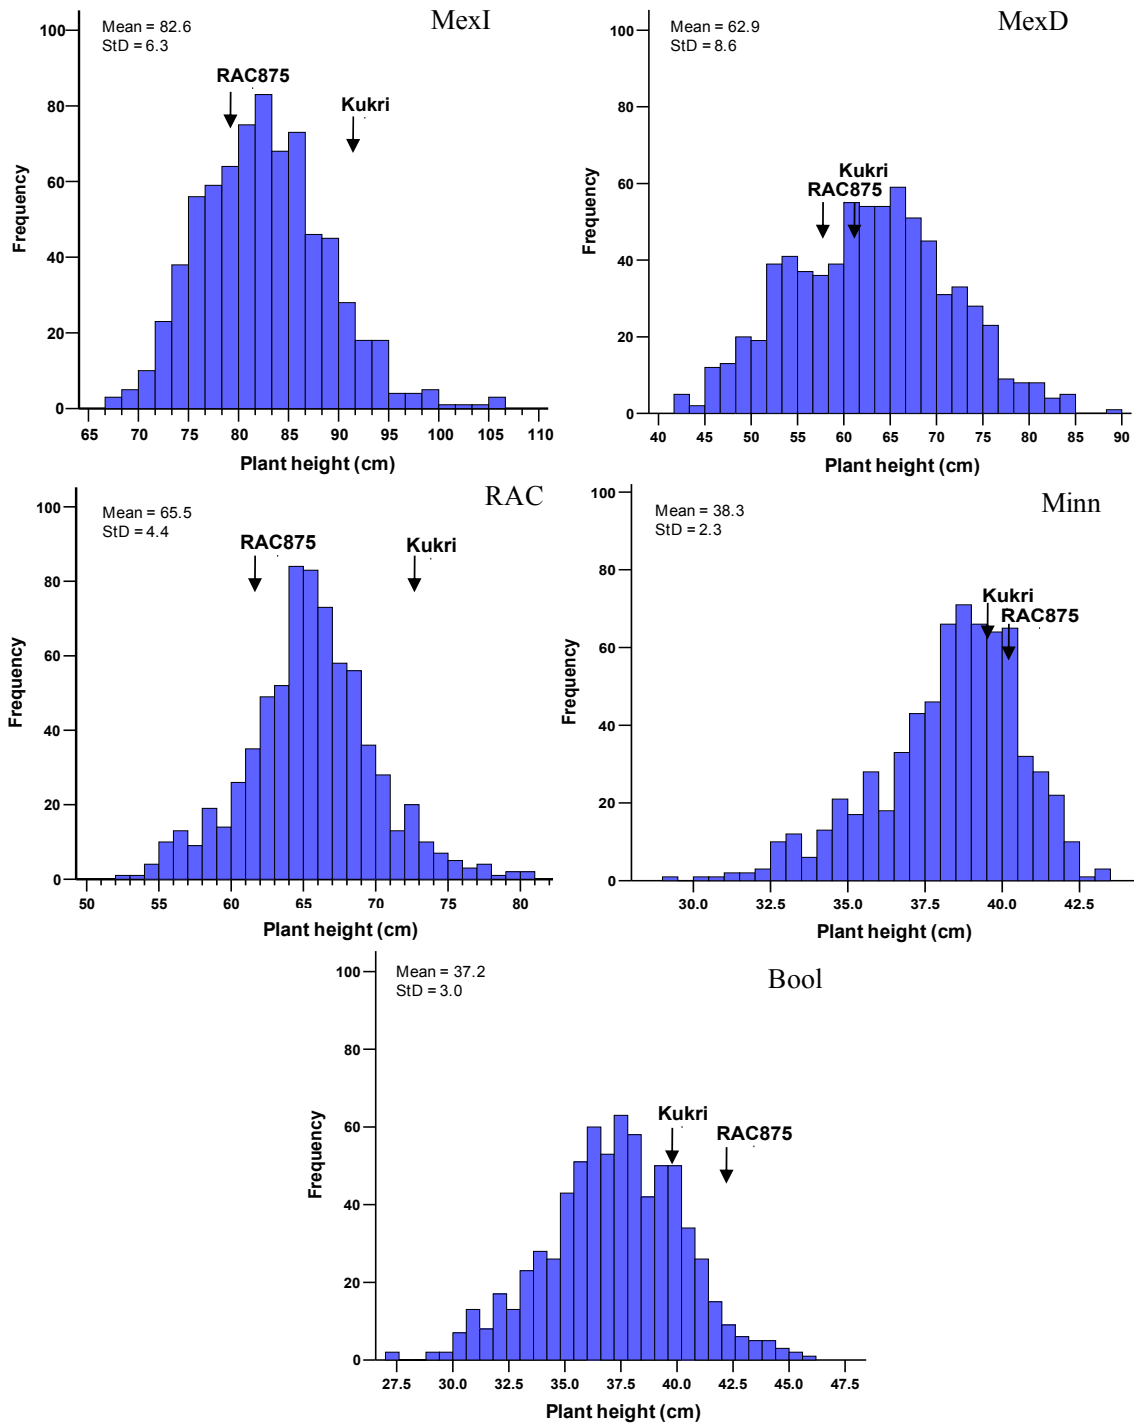 MexI
Mean = 82.6
StD = 6.3
RAC875
Kukri
100
80
60
40
20
0
Frequency
65 70 75 80 85 90 95 100 105 110
Plant height (cm)
MexD
Mean = 62.9
StD = 8.6
Kukri
RAC875
100
80
60
40
20
0
Frequency
40 45 50 55 60 65 70 75 80 85 90
Plant height (cm)
RAC
Mean = 65.5
StD = 4.4
RAC875
Kukri
100
80
60
40
20
0
Frequency
50 55 60 65 70 75 80
Plant height (cm)
Minn
Mean = 38.3
StD = 2.3
Kukri
RAC875
100
80
60
40
20
0
Frequency
30.0 32.5 35.0 37.5 40.0 42.5
Plant height (cm)
Bool
Mean = 37.2
StD = 3.0
Kukri
RAC875
100
80
60
40
20
0
Frequency
27.5 30.0 32.5 35.0 37.5 40.0 42.5 45.0 47.5
Plant height (cm)